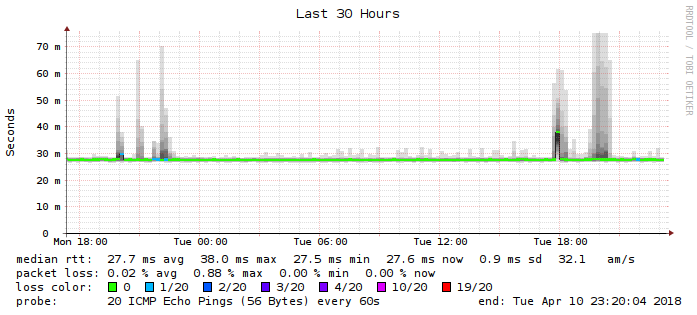 Last 30 Hours
RRDTOOL / TOBI OETIKER
Seconds
70 m
60 m
50 m
40 m
30 m
20 m
10 m
0
Mon 18:00 Tue 00:00 Tue 06:00 Tue 12:00 Tue 18:00
median rtt: 27.7 ms avg 38.0 ms max 27.5 ms min 27.6 ms now 0.9 ms sd 32.1 am/s
packet loss: 0.02 % avg 0.88 % max 0.00 % min 0.00 % now
loss color: 0 1/20 2/20 3/20 4/20 10/20 19/20
probe: 20 ICMP Echo Pings (56 Bytes) every 60s end: Tue Apr 10 23:20:04 2018